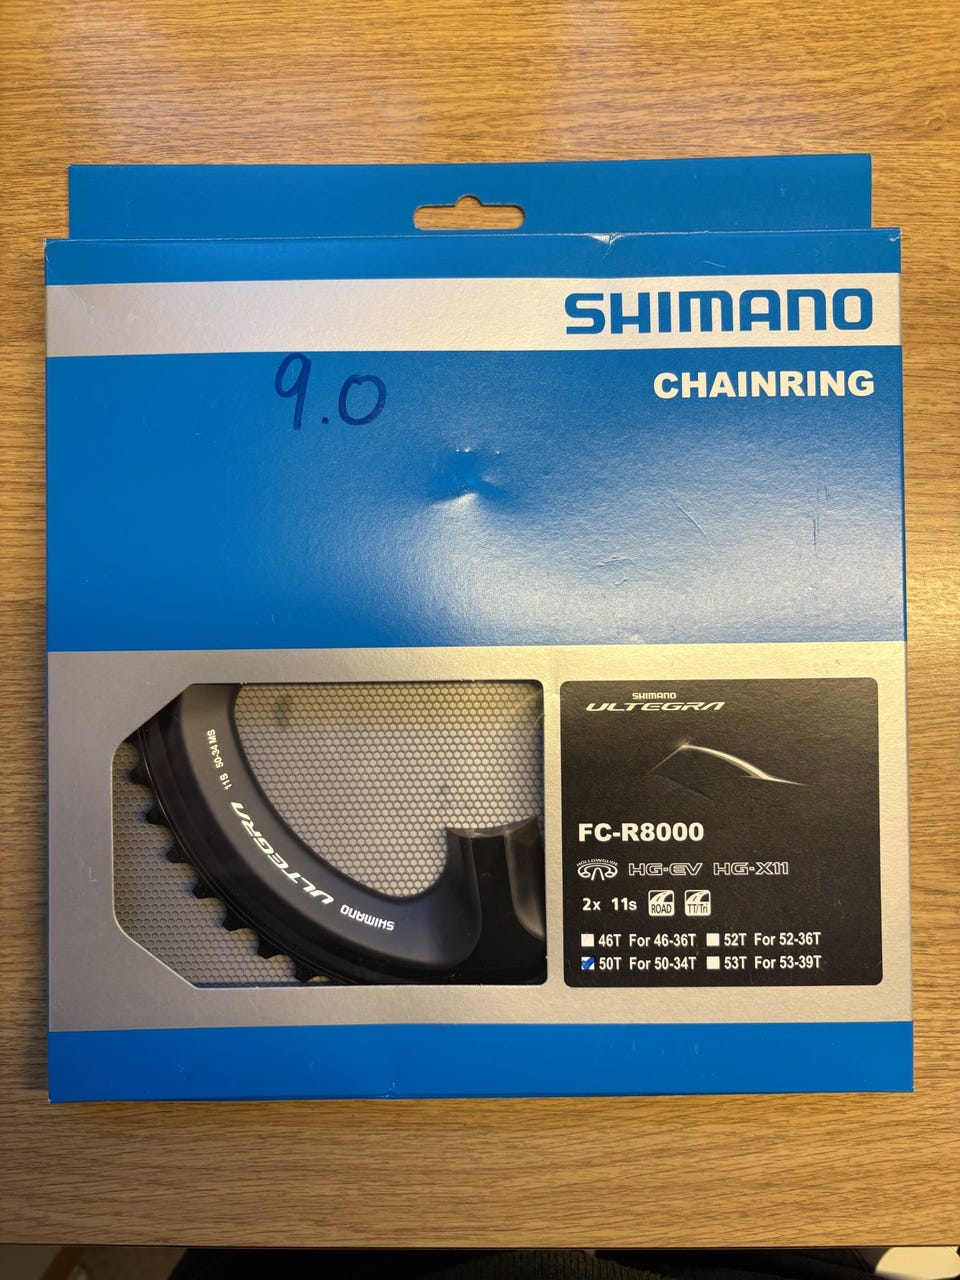 SHIMANO
CHAINRING
9.0
SHIMANO
ULTEGRA
FC-R8000
HOLLOWGLIDE
HG-EV HG-X11
2x 11s ROAD TT/Tri
46T For 46-36T 52T For 52-36T
50T For 50-34T 53T For 53-39T
SHIMANO ULTEGRA 11S 50-34 MS